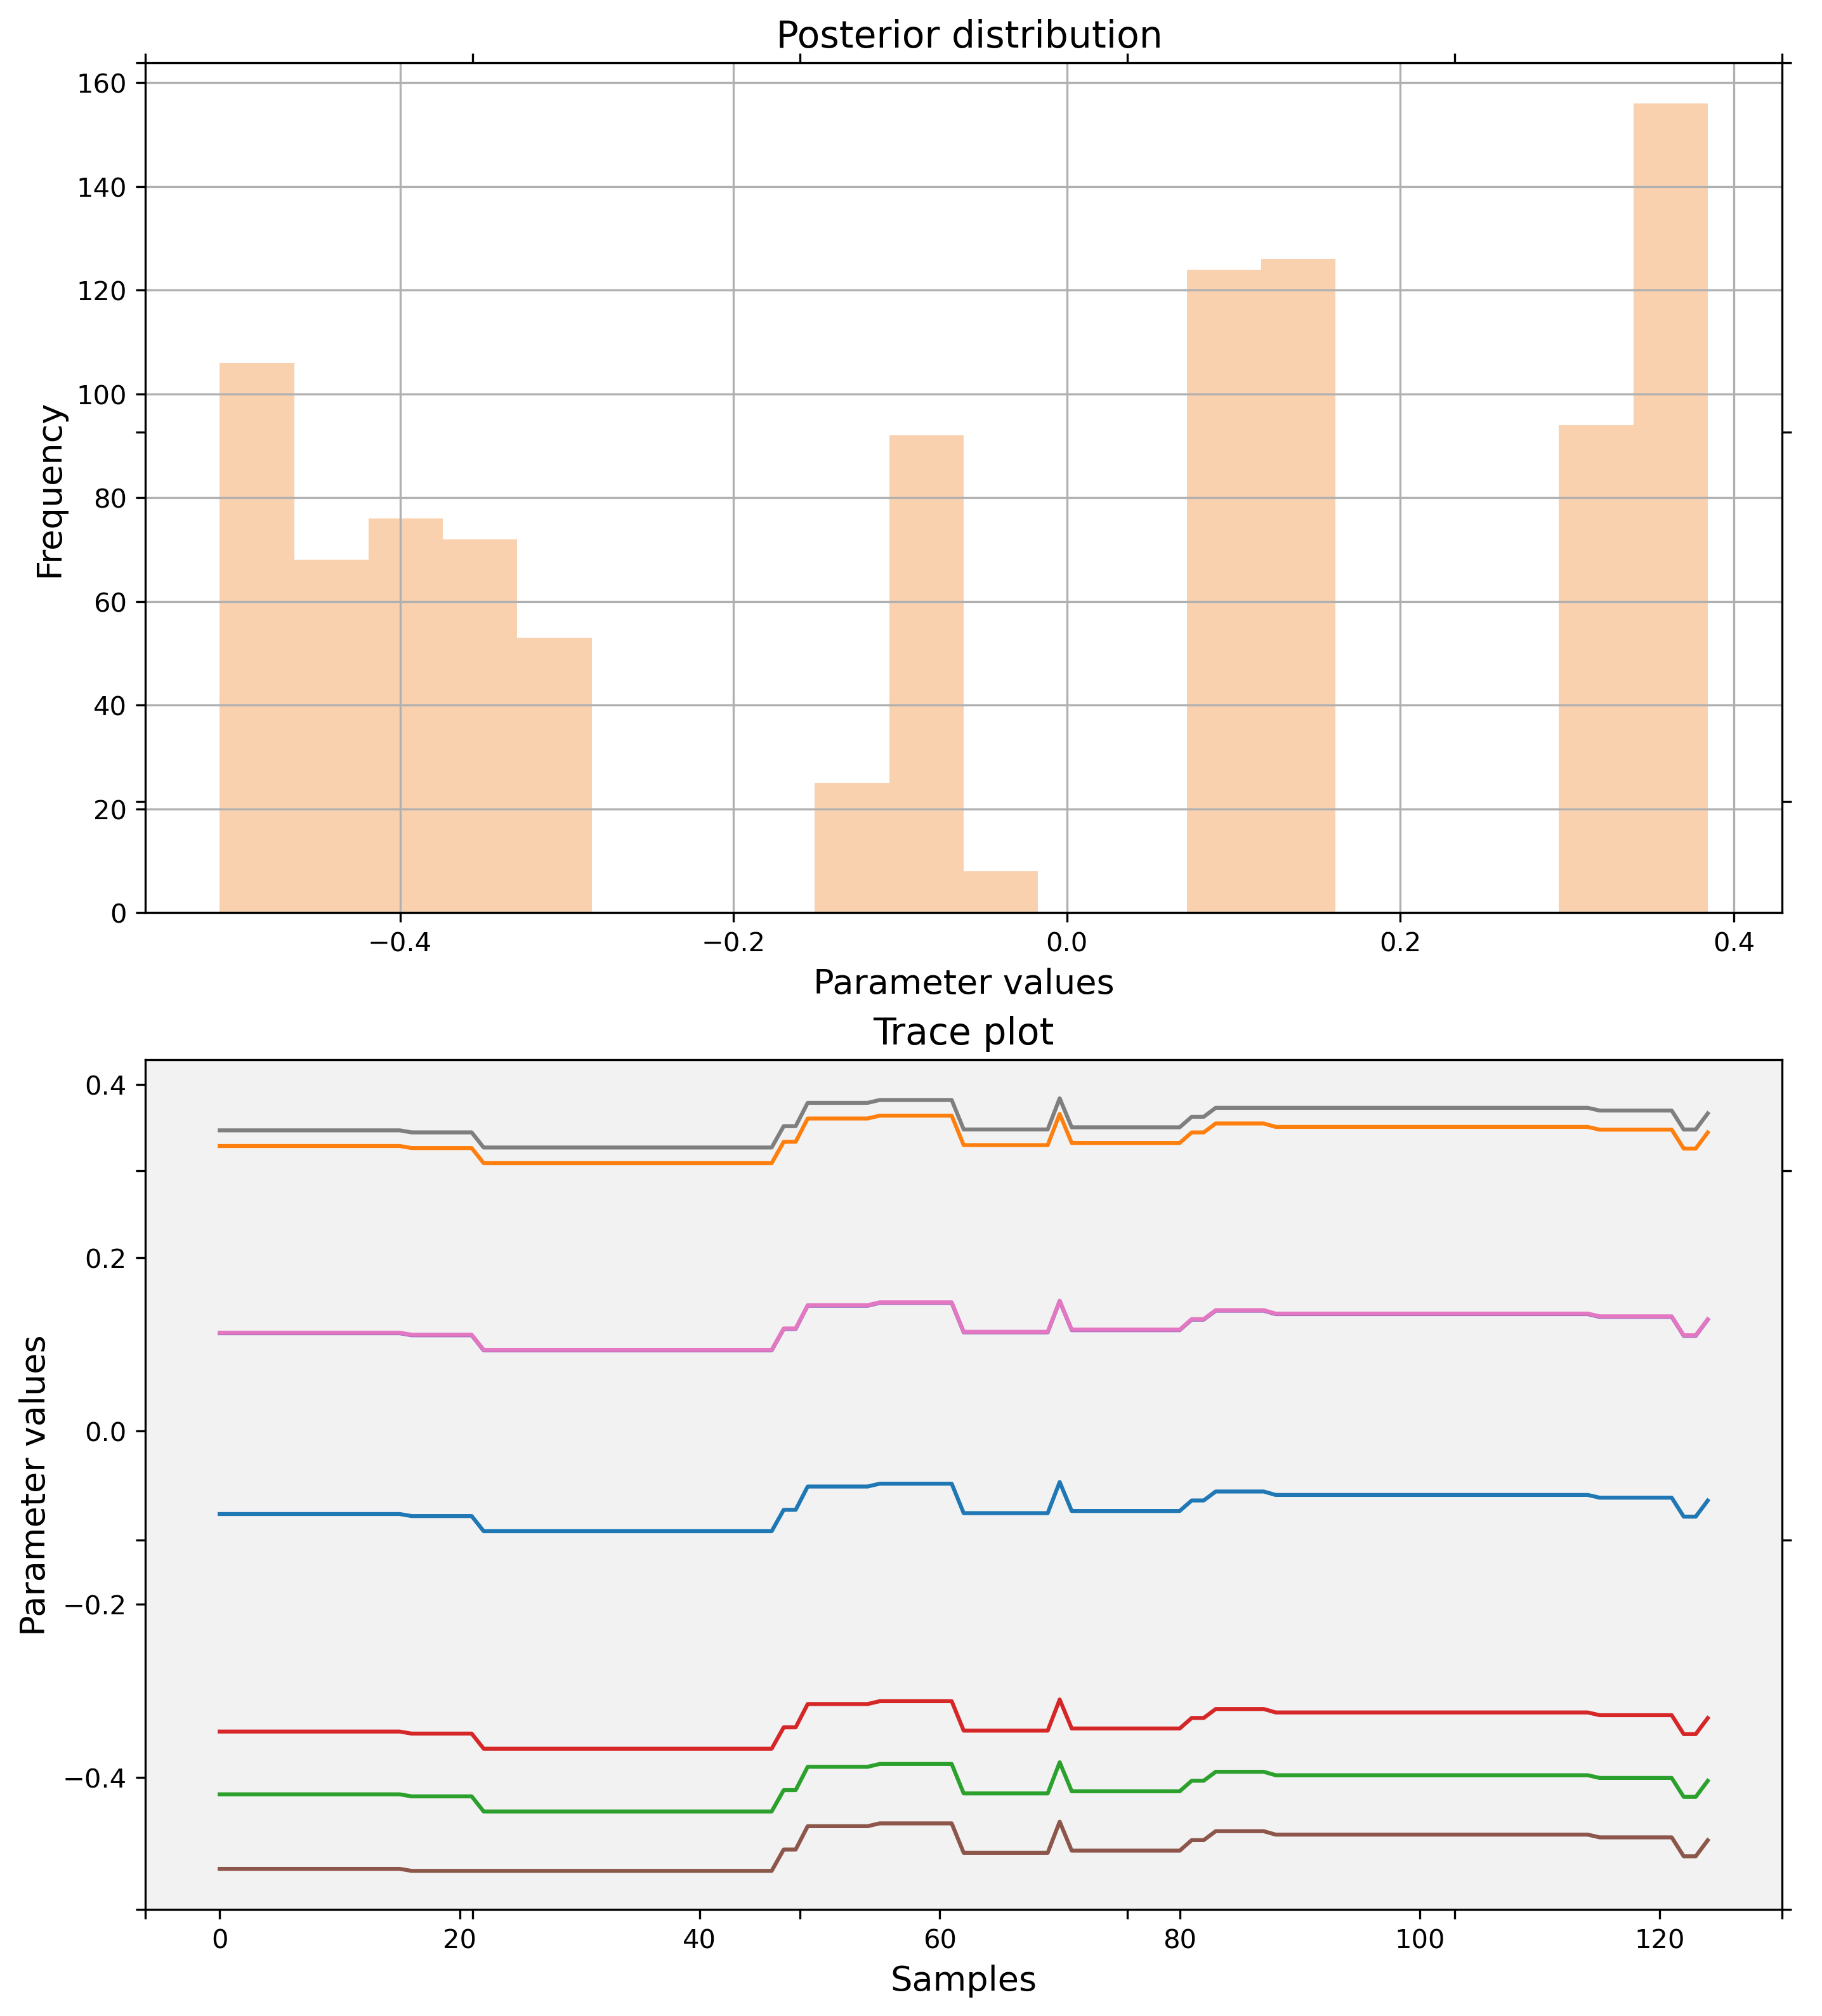 Posterior distribution
160
140
120
100
80
60
40
20
0
Frequency
−0.4 −0.2 0.0 0.2 0.4
Parameter values
Trace plot
0.4
0.2
0.0
−0.2
−0.4
Parameter values
0 20 40 60 80 100 120
Samples